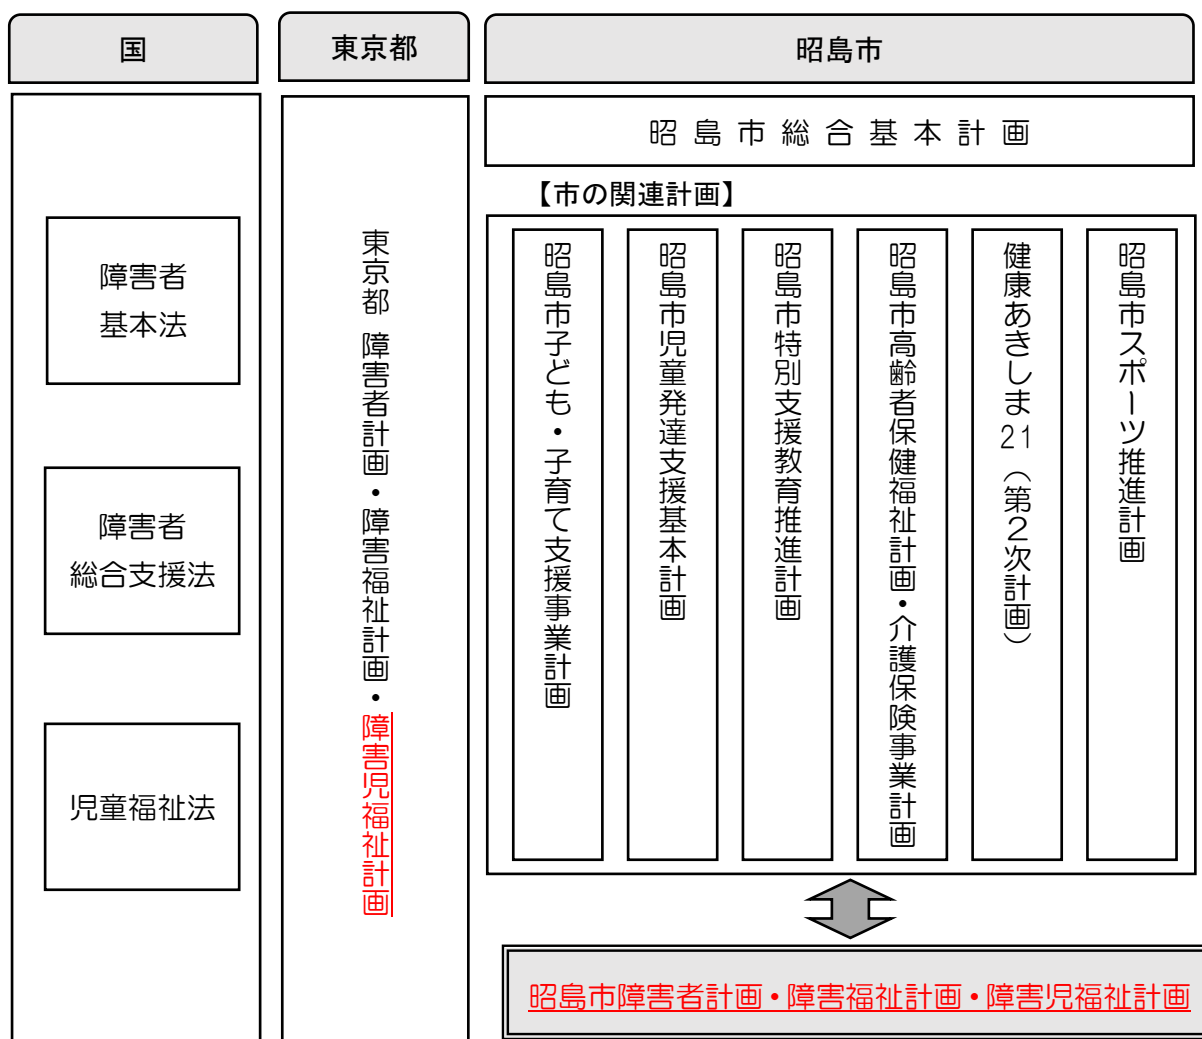 国
東京都
昭島市
昭島市総合基本計画
【市の関連計画】
障害者
基本法
障害者
総合支援法
児童福祉法
東京都 障害者計画・障害福祉計画・障害児福祉計画
昭島市子ども・子育て支援事業計画
昭島市児童発達支援基本計画
昭島市特別支援教育推進計画
昭島市高齢者保健福祉計画・介護保険事業計画
健康あきしま21（第２次計画）
昭島市スポーツ推進計画
昭島市障害者計画・障害福祉計画・障害児福祉計画